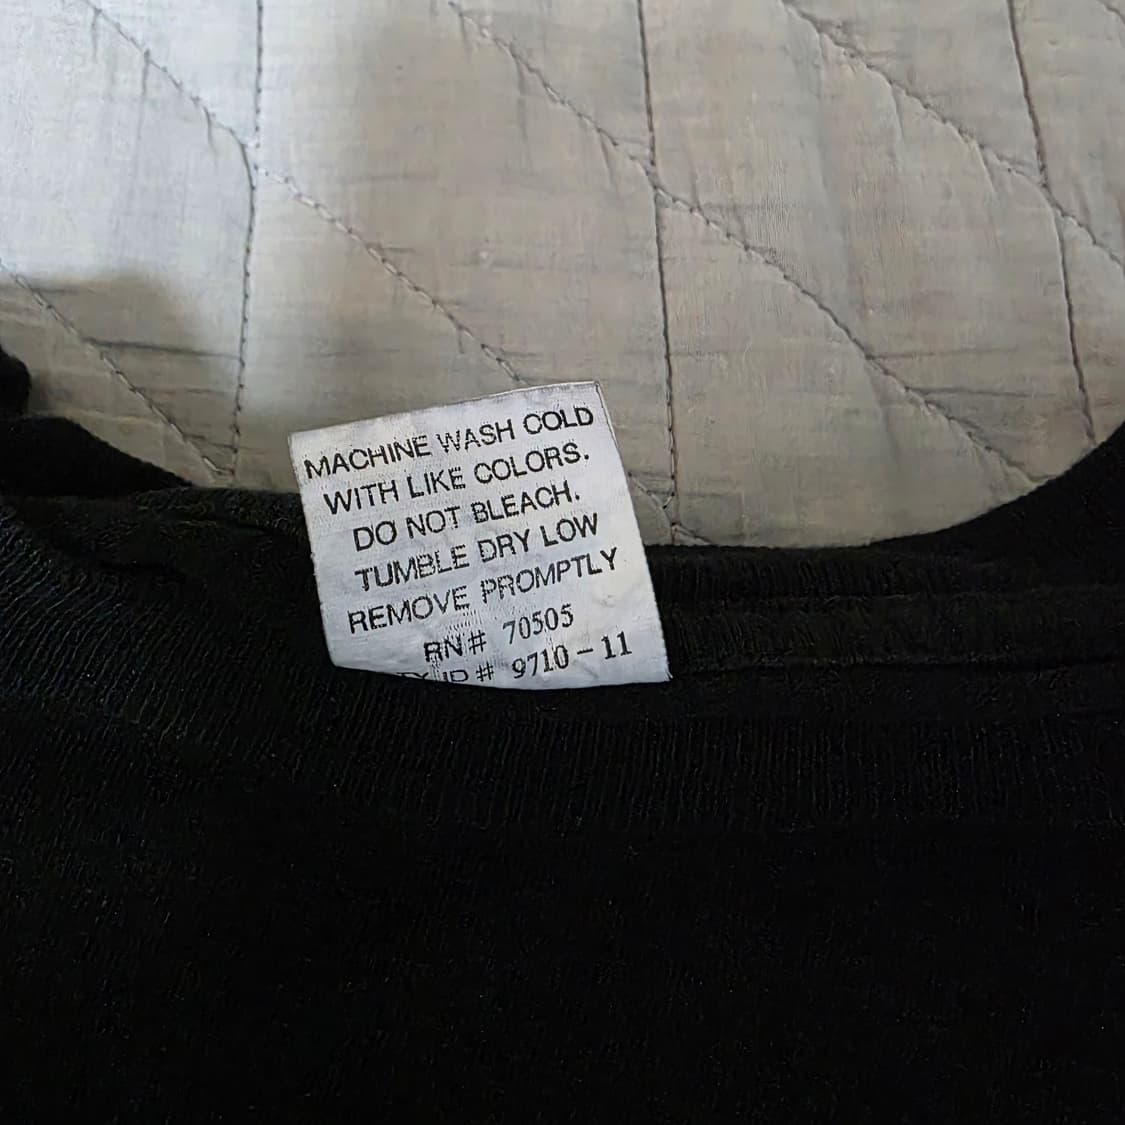 MACHINE WASH COLD
WITH LIKE COLORS.
DO NOT BLEACH.
TUMBLE DRY LOW
REMOVE PROMPTLY
RN# 70505
# 9710-11